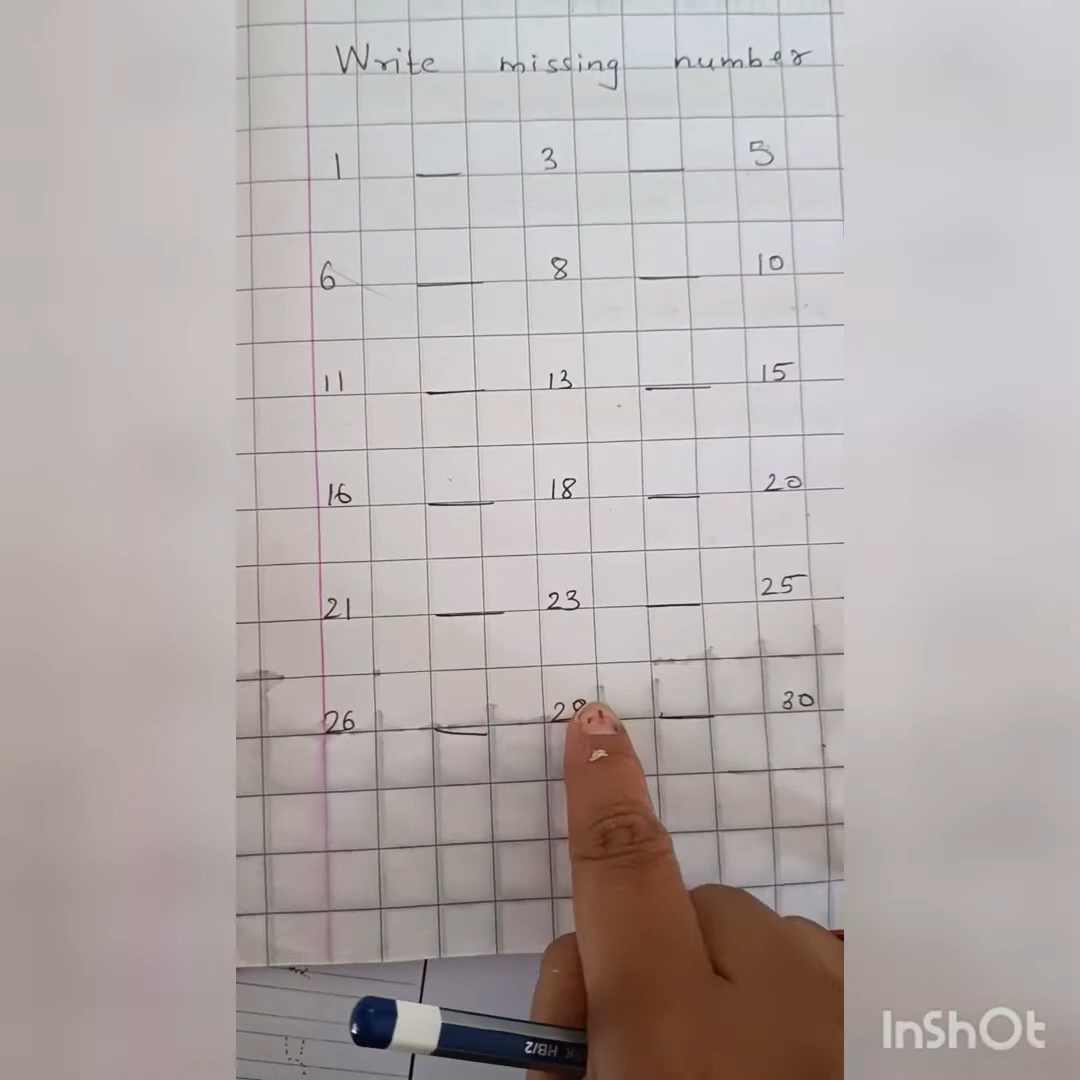 Write missing number
1 __ 3 __ 5
6 __ 8 __ 10
11 __ 13 __ 15
16 __ 18 __ 20
21 __ 23 __ 25
26 __ 28 __ 30
HB/2
InShOt